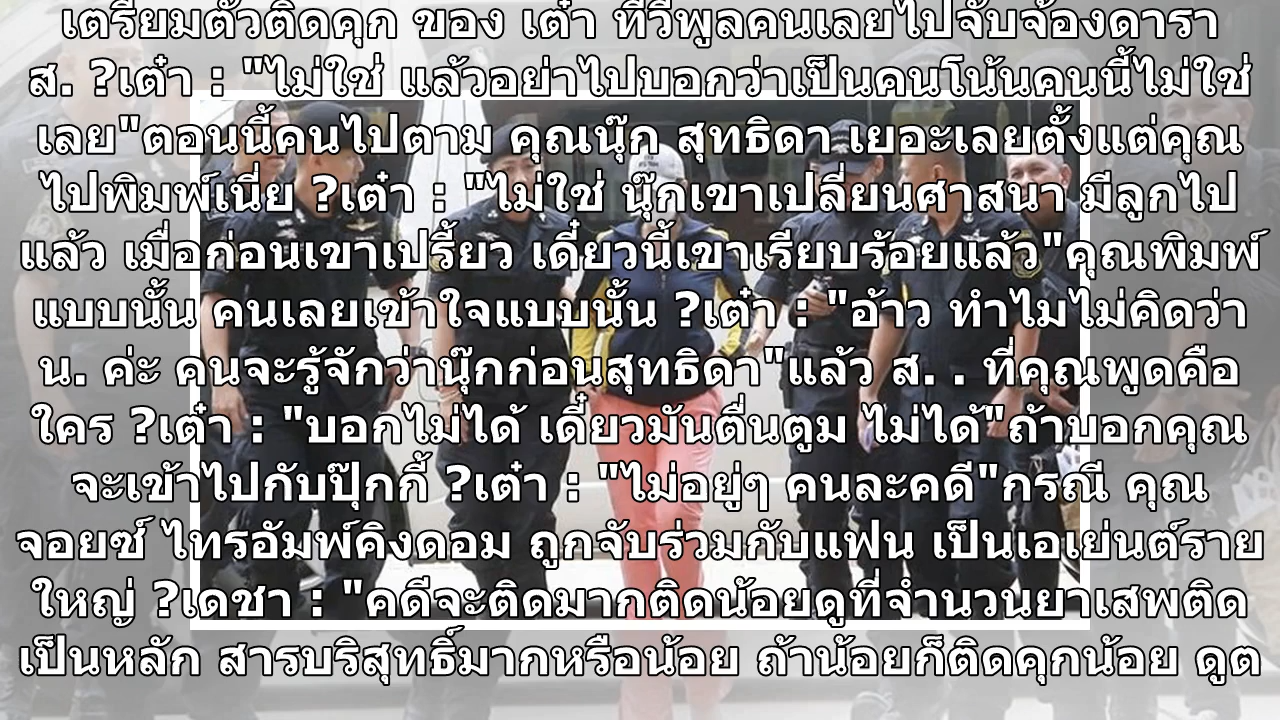 เตรียมตัวติดคุก ของ เต๋า ทีวีพูลคนเลยไปจับจ้องดารา
ส. ?เต๋า : "ไม่ใช่ แล้วอย่าไปบอกว่าเป็นคนโน้นคนนี้ไม่ใช่
เลย"ตอนนี้คนไปตาม คุณนุ๊ก สุทธิดา เยอะเลยตั้งแต่คุณ
ไปพิมพ์เนี่ย ?เต๋า : "ไม่ใช่ นุ๊กเขาเปลี่ยนศาสนา มีลูกไป
แล้ว เมื่อก่อนเขาเปรี้ยว เดี๋ยวนี้เขาเรียบร้อยแล้ว"คุณพิมพ์
แบบนั้น คนเลยเข้าใจแบบนั้น ?เต๋า : "อ้าว ทำไมไม่คิดว่า
น. ค่ะ คนจะรู้จักว่านุ๊กก่อนสุทธิดา"แล้ว ส. . ที่คุณพูดคือ
ใคร ?เต๋า : "บอกไม่ได้ เดี๋ยวมันตื่นตูม ไม่ได้"ถ้าบอกคุณ
จะเข้าไปกับปุ๊กกี้ ?เต๋า : "ไม่อยู่ๆ คนละคดี"กรณี คุณ
จอยซ์ ไทรอัมพ์คิงดอม ถูกจับร่วมกับแฟน เป็นเอเย่นต์ราย
ใหญ่ ?เดชา : "คดีจะติดมากติดน้อยดูที่จำนวนยาเสพติด
เป็นหลัก สารบริสุทธิ์มากหรือน้อย ถ้าน้อยก็ติดคุกน้อย ดูต